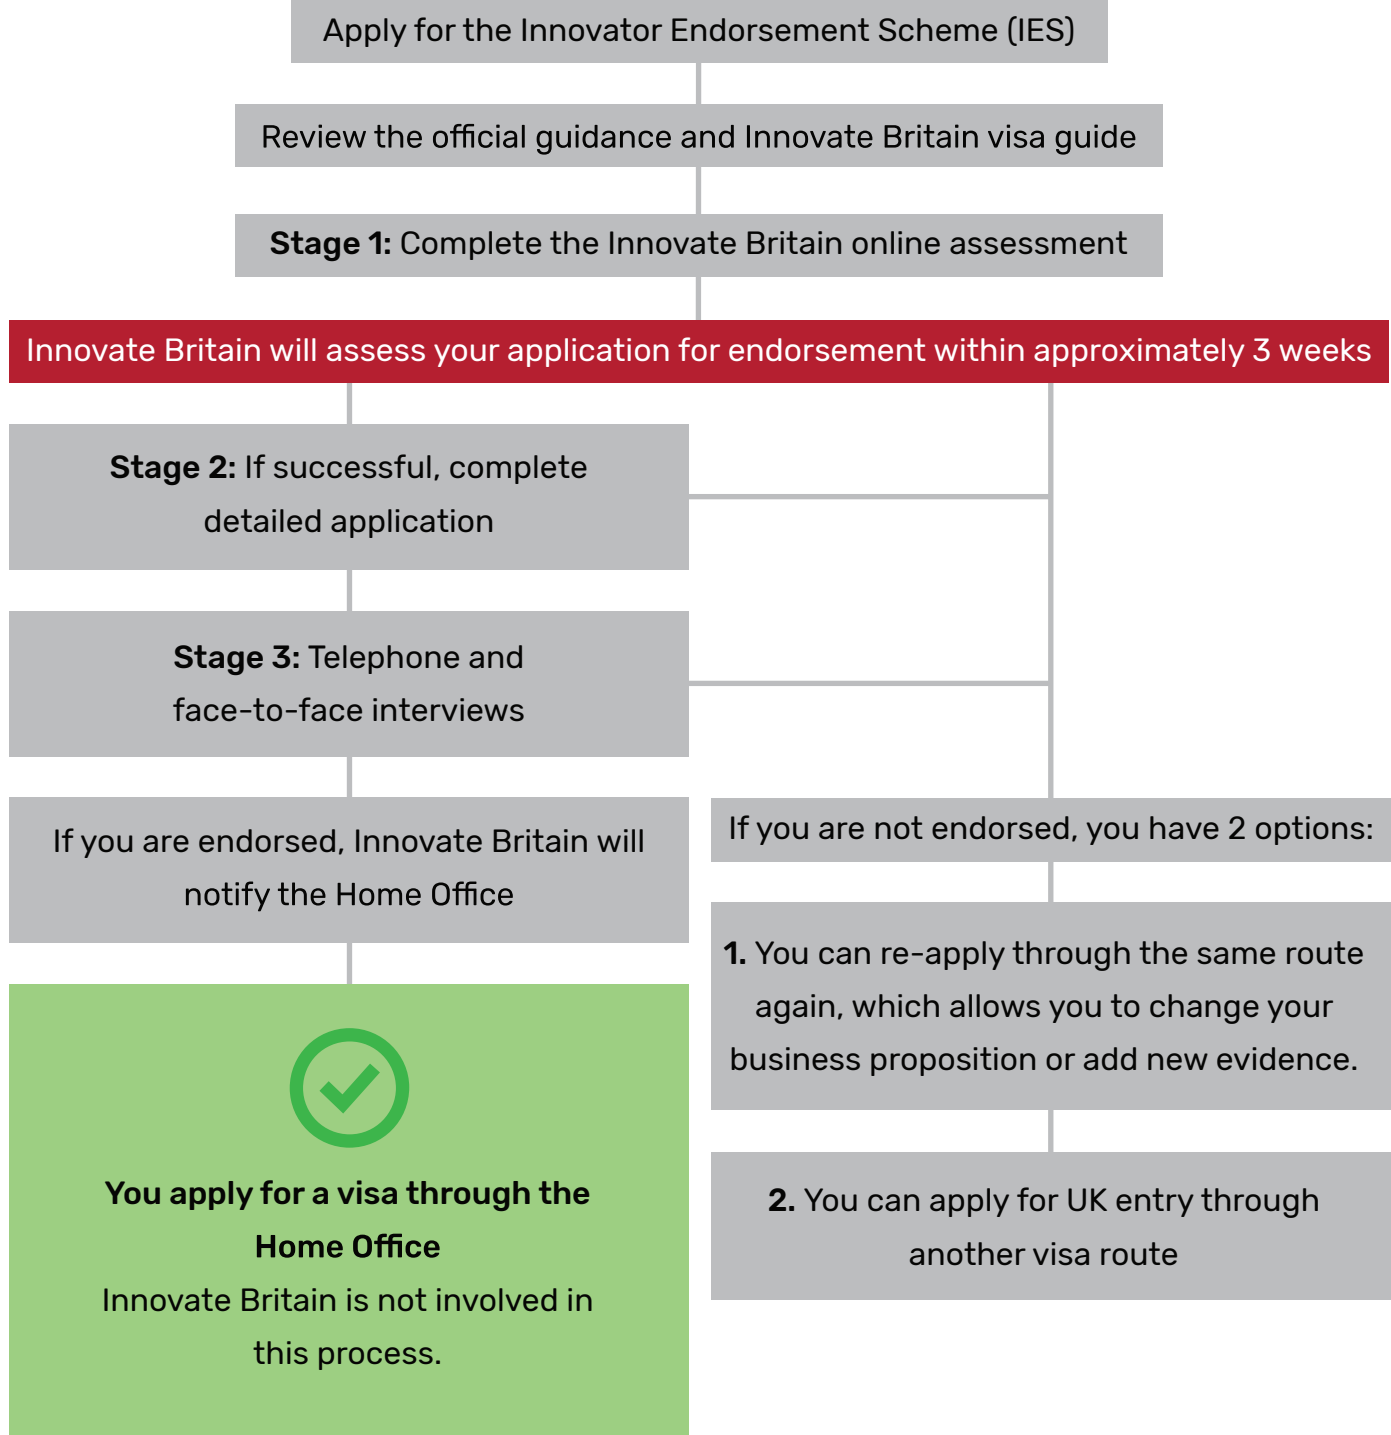 Apply for the Innovator Endorsement Scheme (IES)
Review the official guidance and Innovate Britain visa guide
Stage 1: Complete the Innovate Britain online assessment
Innovate Britain will assess your application for endorsement within approximately 3 weeks
Stage 2: If successful, complete
detailed application
Stage 3: Telephone and
face-to-face interviews
If you are endorsed, Innovate Britain will
notify the Home Office
You apply for a visa through the
Home Office
Innovate Britain is not involved in
this process.
If you are not endorsed, you have 2 options:
1. You can re-apply through the same route
again, which allows you to change your
business proposition or add new evidence.
2. You can apply for UK entry through
another visa route